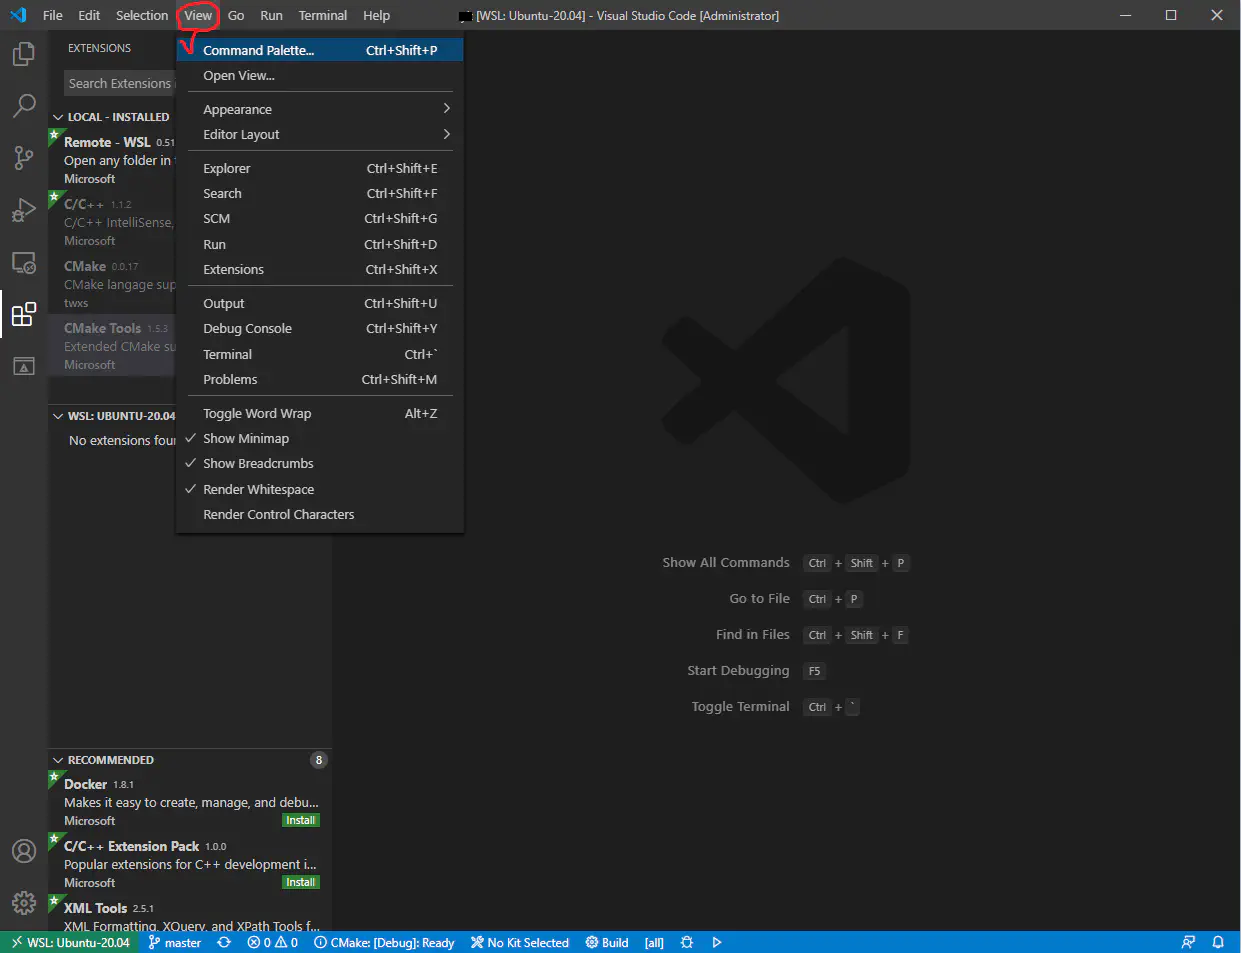 File Edit Selection View Go Run Terminal Help [WSL: Ubuntu-20.04] - Visual Studio Code [Administrator]
EXTENSIONS
Search Extensions
LOCAL - INSTALLED
Remote - WSL 0.51
Open any folder in
Microsoft
C/C++ 1.1.2
C/C++ IntelliSense,
Microsoft
CMake 0.0.17
CMake langage sup
twxs
CMake Tools 1.5.3
Extended CMake su
Microsoft
WSL: UBUNTU-20.04
No extensions foun
Command Palette... Ctrl+Shift+P
Open View...
Appearance
Editor Layout
Explorer Ctrl+Shift+E
Search Ctrl+Shift+F
SCM Ctrl+Shift+G
Run Ctrl+Shift+D
Extensions Ctrl+Shift+X
Output Ctrl+Shift+U
Debug Console Ctrl+Shift+Y
Terminal Ctrl+`
Problems Ctrl+Shift+M
Toggle Word Wrap Alt+Z
Show Minimap
Show Breadcrumbs
Render Whitespace
Render Control Characters
Show All Commands Ctrl + Shift + P
Go to File Ctrl + P
Find in Files Ctrl + Shift + F
Start Debugging F5
Toggle Terminal Ctrl + `
RECOMMENDED 8
Docker 1.8.1
Makes it easy to create, manage, and debu...
Microsoft Install
C/C++ Extension Pack 1.0.0
Popular extensions for C++ development i...
Microsoft Install
XML Tools 2.5.1
XML Formatting, XQuery, and XPath Tools f...
WSL: Ubuntu-20.04 master 0 0 CMake: [Debug]: Ready No Kit Selected Build [all]